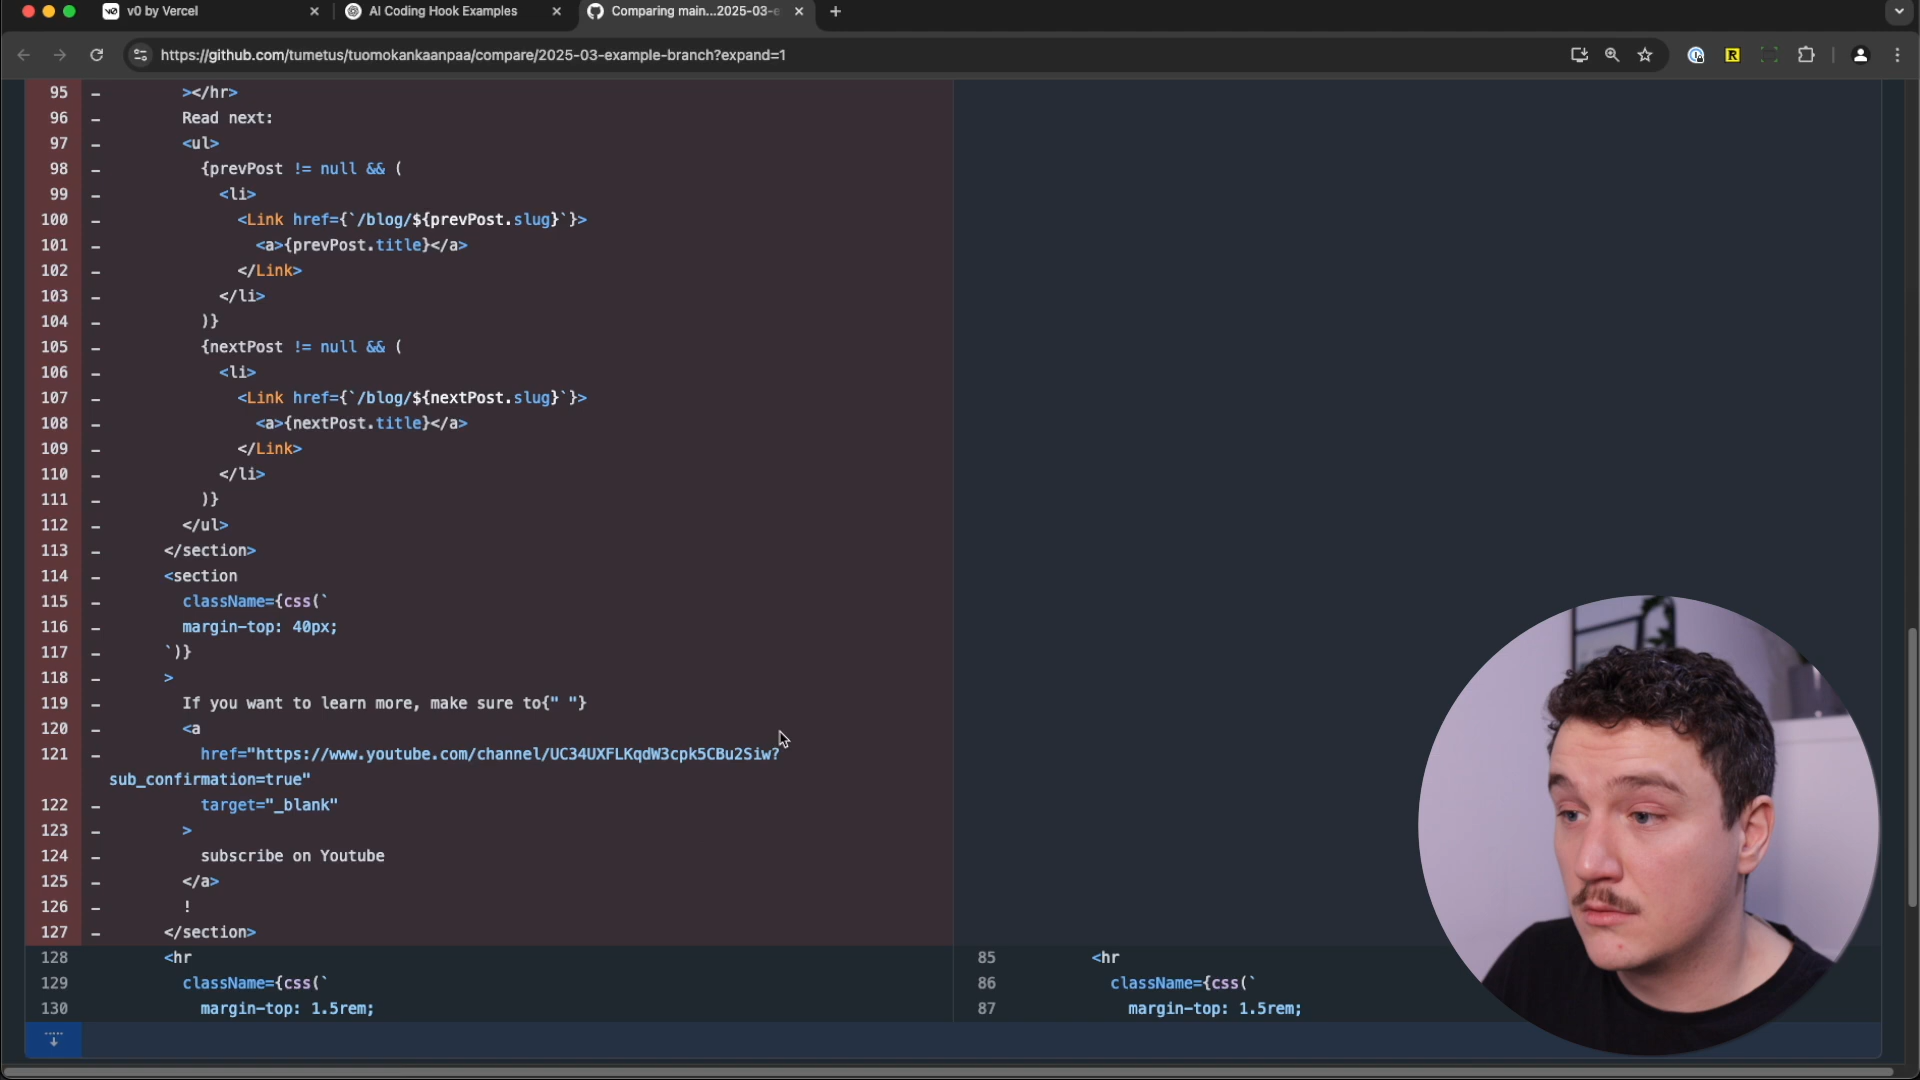 v0 by Vercel
AI Coding Hook Examples
Comparing main...2025-03-e
https://github.com/tumetus/tuomokankaanpaa/compare/2025-03-example-branch?expand=1
95 - ></hr>
96 - Read next:
97 - <ul>
98 - {prevPost != null && (
99 - <li>
100 - <Link href={`/blog/${prevPost.slug}`}>
101 - <a>{prevPost.title}</a>
102 - </Link>
103 - </li>
104 - )}
105 - {nextPost != null && (
106 - <li>
107 - <Link href={`/blog/${nextPost.slug}`}>
108 - <a>{nextPost.title}</a>
109 - </Link>
110 - </li>
111 - )}
112 - </ul>
113 - </section>
114 - <section
115 - className={css(`
116 - margin-top: 40px;
117 - `)}
118 - >
119 - If you want to learn more, make sure to{" "}
120 - <a
121 - href="https://www.youtube.com/channel/UC34UXFLKqdW3cpk5CBu2Siw?
sub_confirmation=true"
122 - target="_blank"
123 - >
124 - subscribe on Youtube
125 - </a>
126 - !
127 - </section>
128 <hr
129 className={css(`
130 margin-top: 1.5rem;
85 <hr
86 className={css(`
87 margin-top: 1.5rem;